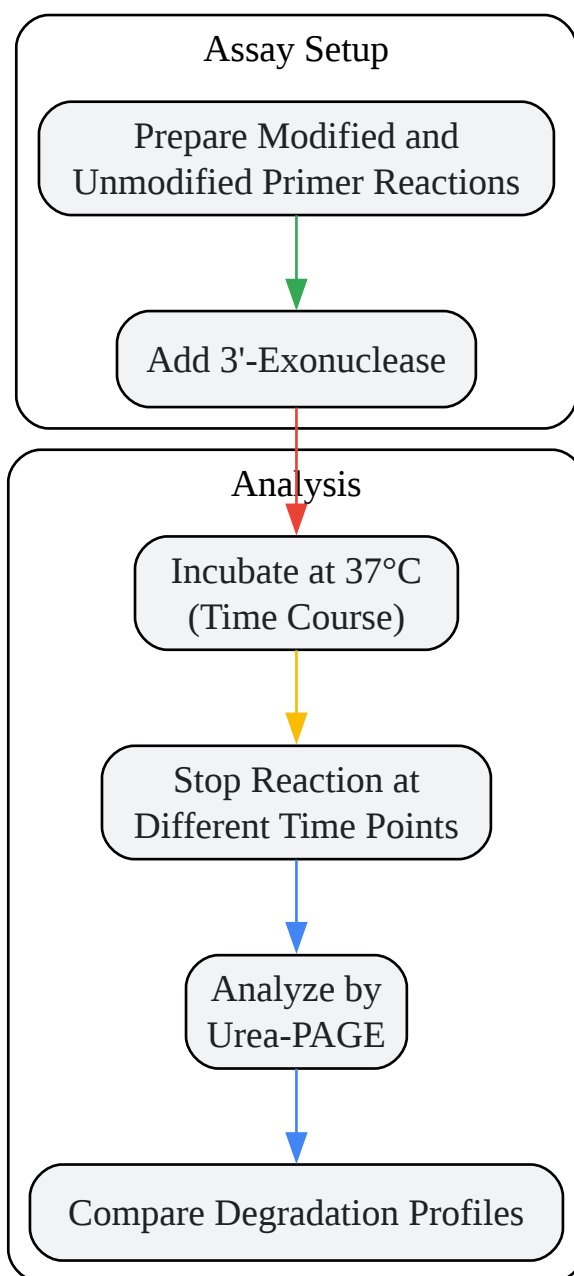 Assay Setup
Prepare Modified and
Unmodified Primer Reactions
Add 3'-Exonuclease
Analysis
Incubate at 37°C
(Time Course)
Stop Reaction at
Different Time Points
Analyze by
Urea-PAGE
Compare Degradation Profiles